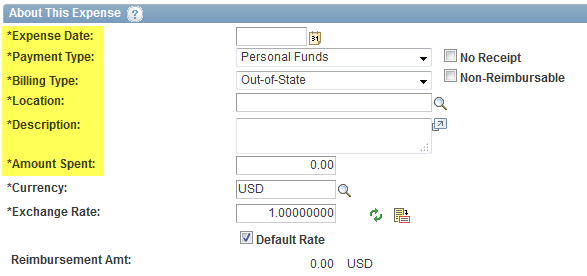 About This Expense ?
*Expense Date: 31
*Payment Type: Personal Funds No Receipt
*Billing Type: Out-of-State Non-Reimbursable
*Location:
*Description:
*Amount Spent: 0.00
*Currency: USD
*Exchange Rate: 1.00000000
Default Rate
Reimbursement Amt: 0.00 USD